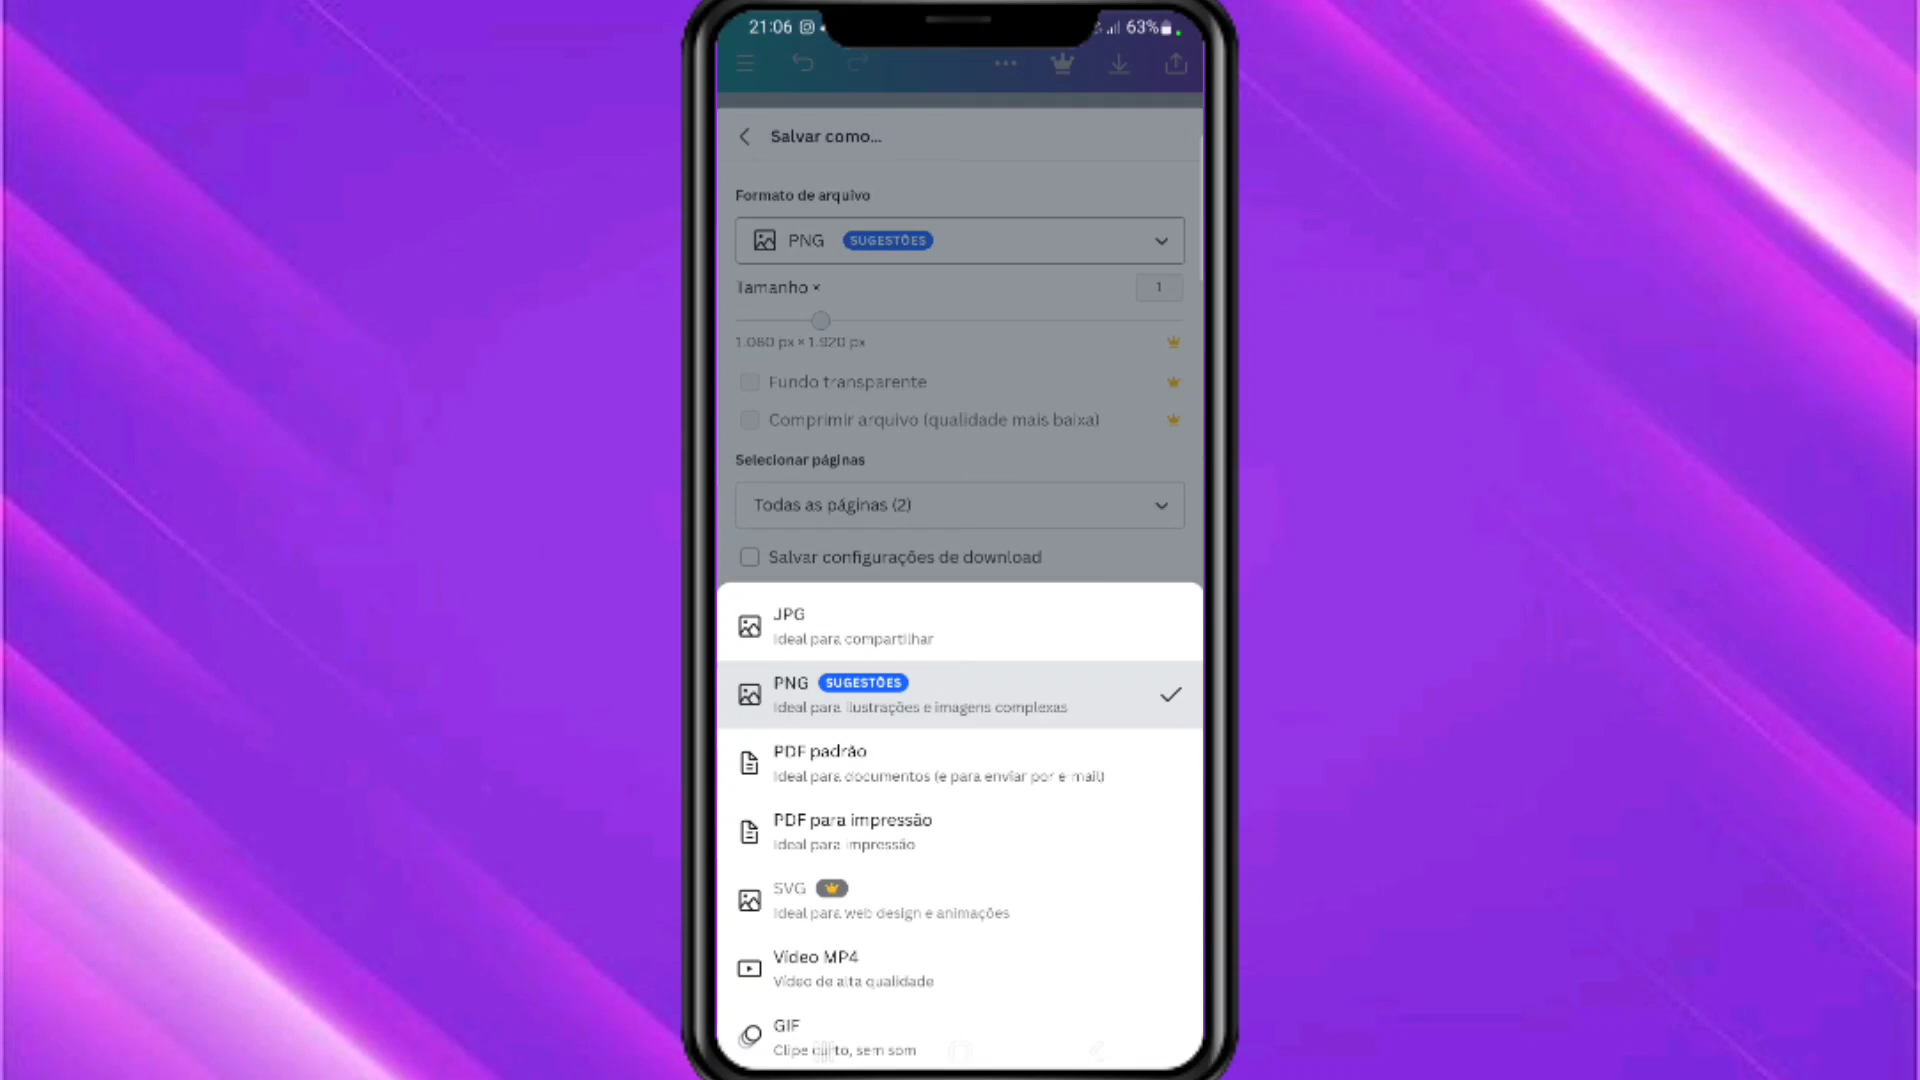 21:06
63%
Salvar como...
Formato de arquivo
PNG SUGESTÕES
Tamanho ×
1
1.080 px × 1.920 px
Fundo transparente
Comprimir arquivo (qualidade mais baixa)
Selecionar páginas
Todas as páginas (2)
Salvar configurações de download
JPG
Ideal para compartilhar
PNG SUGESTÕES
Ideal para ilustrações e imagens complexas
PDF padrão
Ideal para documentos (e para enviar por e-mail)
PDF para impressão
Ideal para impressão
SVG
Ideal para web design e animações
Vídeo MP4
Vídeo de alta qualidade
GIF
Clipe curto, sem som